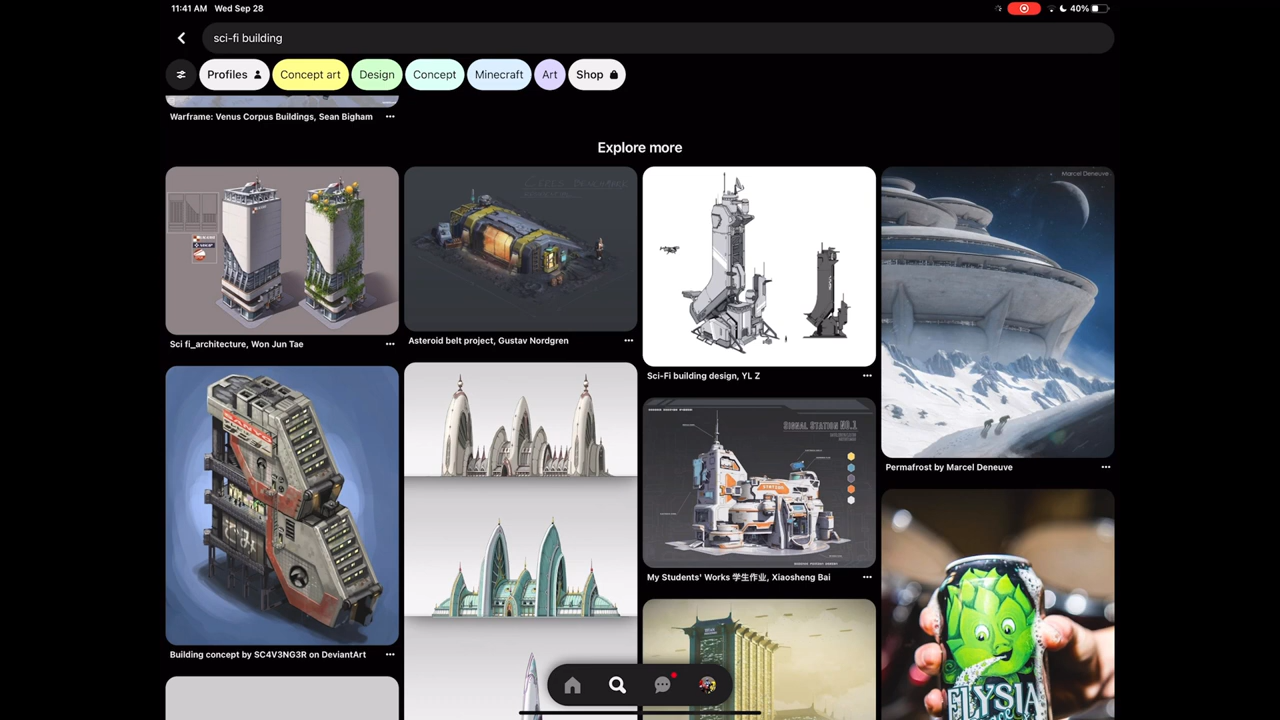 11:41 AM Wed Sep 28
40%
sci-fi building
Profiles
Concept art
Design
Concept
Minecraft
Art
Shop
Warframe: Venus Corpus Buildings, Sean Bigham
Explore more
Marcel Deneuve
Sci fi_architecture, Won Jun Tae
Asteroid belt project, Gustav Nordgren
Sci-Fi building design, YL Z
SIGNAL STATION NO.1
STATION
Permafrost by Marcel Deneuve
My Students' Works 学生作业, Xiaosheng Bai
Building concept by SC4V3NG3R on DeviantArt
ELYSIA